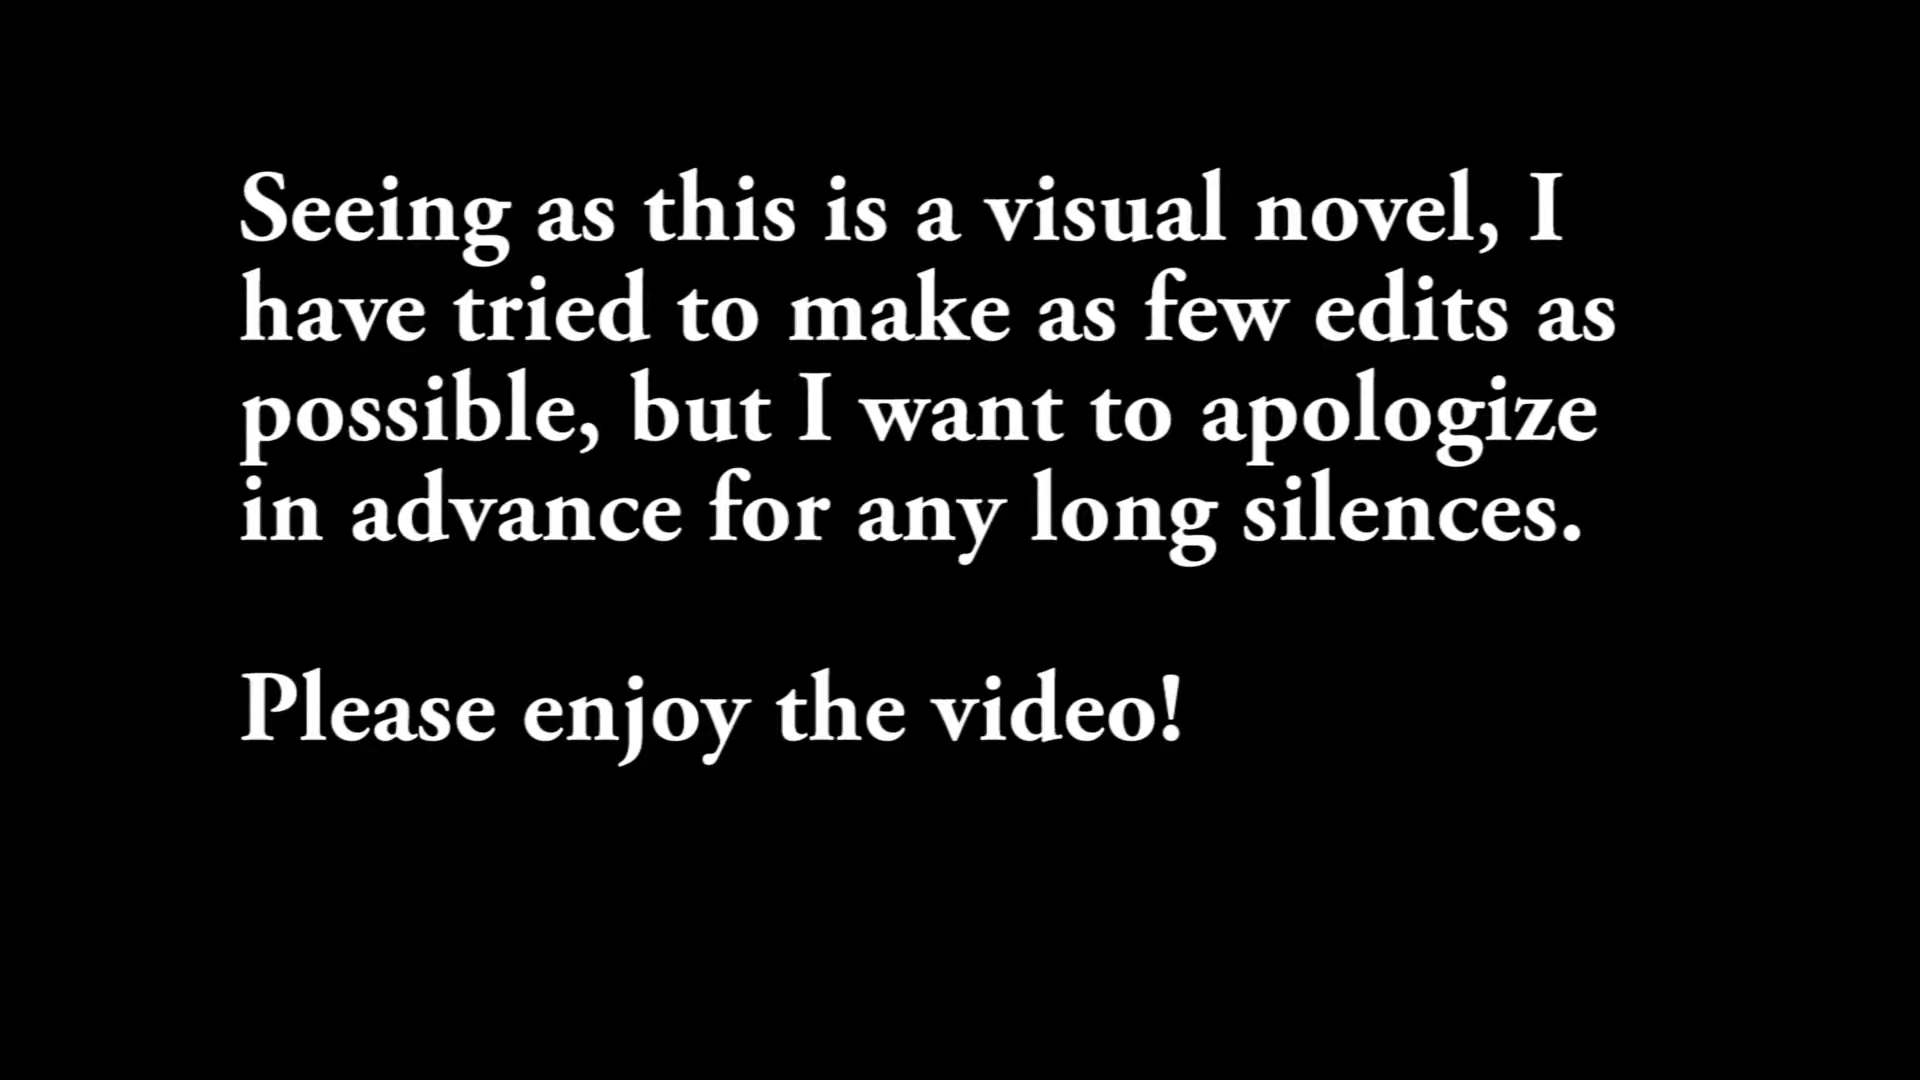 Seeing as this is a visual novel, I
have tried to make as few edits as
possible, but I want to apologize
in advance for any long silences.
Please enjoy the video!